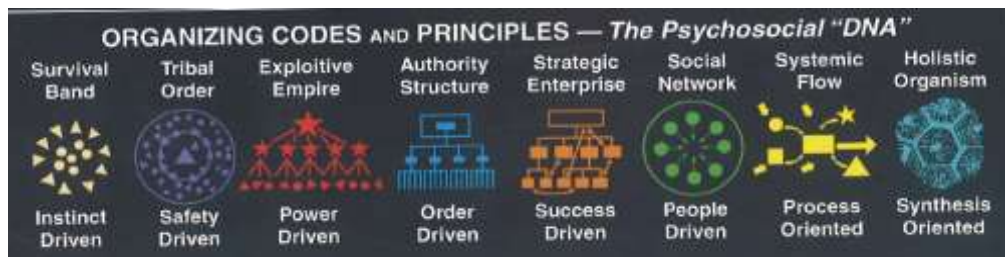 ORGANIZING CODES AND PRINCIPLES — The Psychosocial "DNA"
Survival
Band
Tribal
Order
Exploitive
Empire
Authority
Structure
Strategic
Enterprise
Social
Network
Systemic
Flow
Holistic
Organism
Instinct
Driven
Safety
Driven
Power
Driven
Order
Driven
Success
Driven
People
Driven
Process
Oriented
Synthesis
Oriented